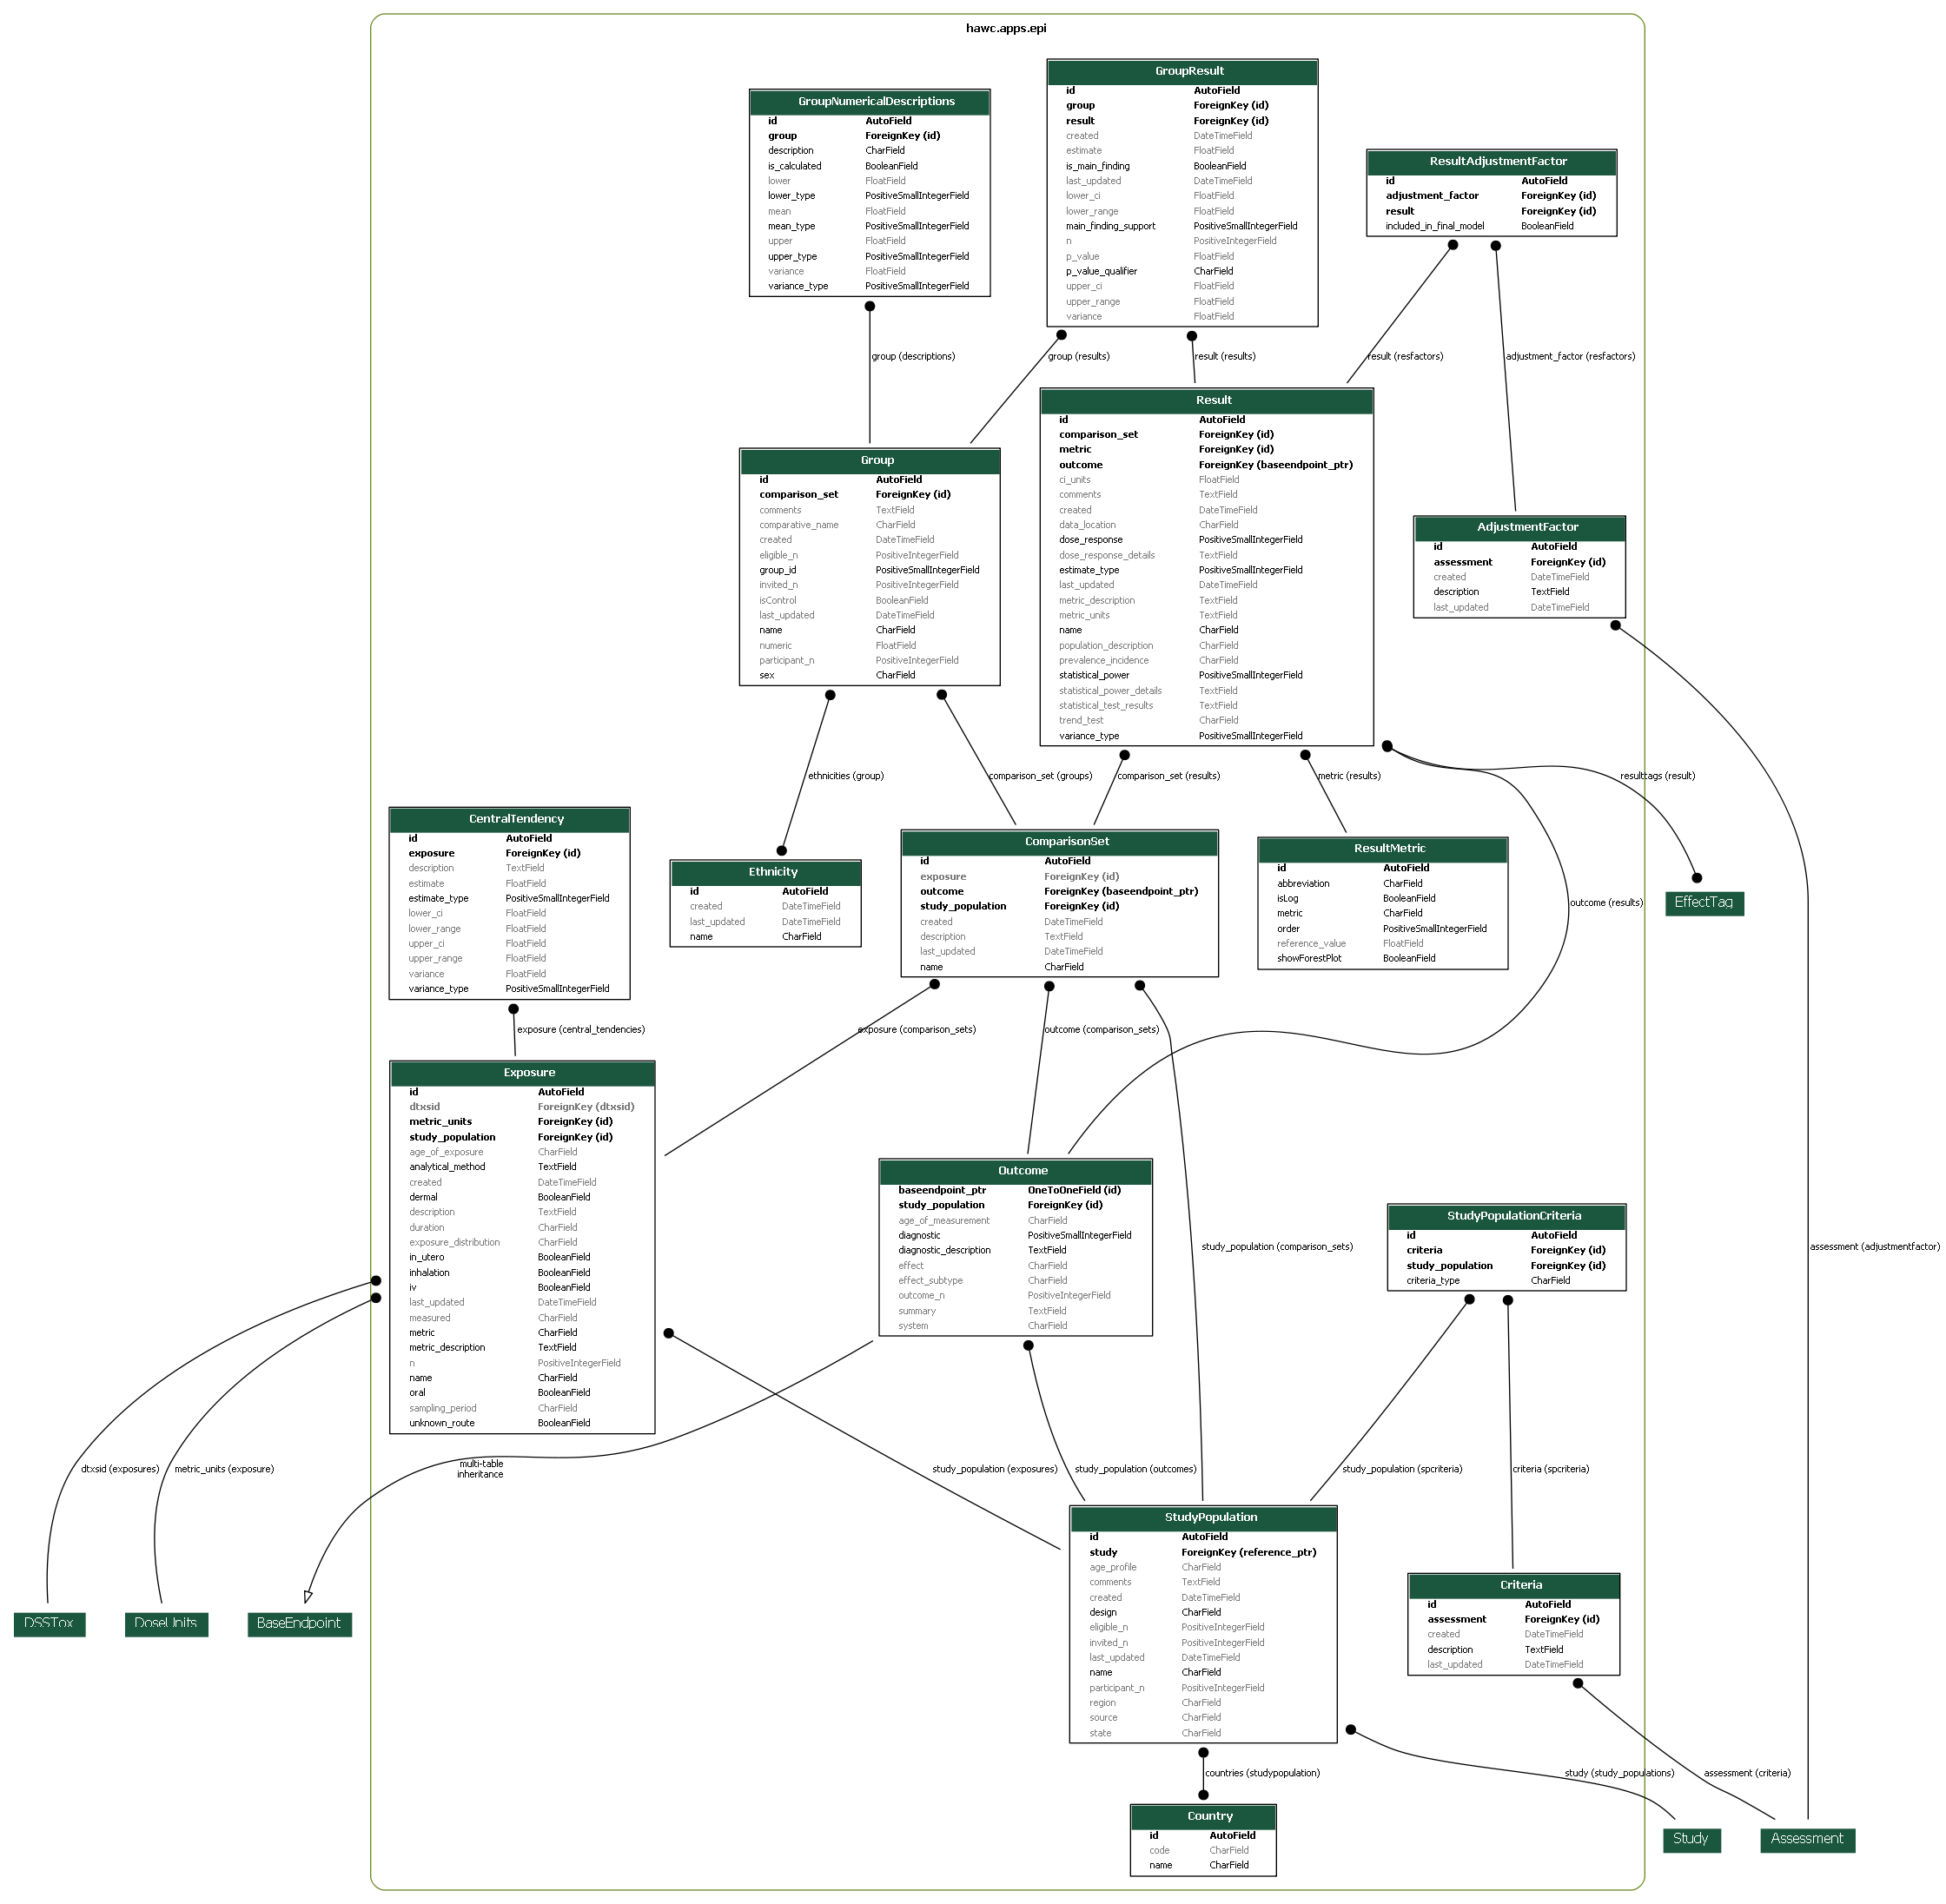 hawc.apps.epi
GroupNumericalDescriptions
id AutoField
group ForeignKey (id)
description CharField
is_calculated BooleanField
lower FloatField
lower_type PositiveSmallIntegerField
mean FloatField
mean_type PositiveSmallIntegerField
upper FloatField
upper_type PositiveSmallIntegerField
variance FloatField
variance_type PositiveSmallIntegerField
GroupResult
id AutoField
group ForeignKey (id)
result ForeignKey (id)
created DateTimeField
estimate FloatField
is_main_finding BooleanField
last_updated DateTimeField
lower_ci FloatField
lower_range FloatField
main_finding_support PositiveSmallIntegerField
n PositiveIntegerField
p_value FloatField
p_value_qualifier CharField
upper_ci FloatField
upper_range FloatField
variance FloatField
ResultAdjustmentFactor
id AutoField
adjustment_factor ForeignKey (id)
result ForeignKey (id)
included_in_final_model BooleanField
group (descriptions)
group (results)
result (results)
result (resfactors)
adjustment_factor (resfactors)
Group
id AutoField
comparison_set ForeignKey (id)
comments TextField
comparative_name CharField
created DateTimeField
eligible_n PositiveIntegerField
group_id PositiveSmallIntegerField
invited_n PositiveIntegerField
isControl BooleanField
last_updated DateTimeField
name CharField
numeric FloatField
participant_n PositiveIntegerField
sex CharField
Result
id AutoField
comparison_set ForeignKey (id)
metric ForeignKey (id)
outcome ForeignKey (baseendpoint_ptr)
ci_units FloatField
comments TextField
created DateTimeField
data_location CharField
dose_response PositiveSmallIntegerField
dose_response_details TextField
estimate_type PositiveSmallIntegerField
last_updated DateTimeField
metric_description TextField
metric_units TextField
name CharField
population_description CharField
prevalence_incidence CharField
statistical_power PositiveSmallIntegerField
statistical_power_details TextField
statistical_test_results TextField
trend_test CharField
variance_type PositiveSmallIntegerField
AdjustmentFactor
id AutoField
assessment ForeignKey (id)
created DateTimeField
description TextField
last_updated DateTimeField
ethnicities (group)
comparison_set (groups)
comparison_set (results)
metric (results)
resulttags (result)
CentralTendency
id AutoField
exposure ForeignKey (id)
description TextField
estimate FloatField
estimate_type PositiveSmallIntegerField
lower_ci FloatField
lower_range FloatField
upper_ci FloatField
upper_range FloatField
variance FloatField
variance_type PositiveSmallIntegerField
Ethnicity
id AutoField
created DateTimeField
last_updated DateTimeField
name CharField
ComparisonSet
id AutoField
exposure ForeignKey (id)
outcome ForeignKey (baseendpoint_ptr)
study_population ForeignKey (id)
created DateTimeField
description TextField
last_updated DateTimeField
name CharField
ResultMetric
id AutoField
abbreviation CharField
isLog BooleanField
metric CharField
order PositiveSmallIntegerField
reference_value FloatField
showForestPlot BooleanField
outcome (results)
EffectTag
exposure (central_tendencies)
exposure (comparison_sets)
outcome (comparison_sets)
Exposure
id AutoField
dtxsid ForeignKey (dtxsid)
metric_units ForeignKey (id)
study_population ForeignKey (id)
age_of_exposure CharField
analytical_method TextField
created DateTimeField
dermal BooleanField
description TextField
duration CharField
exposure_distribution CharField
in_utero BooleanField
inhalation BooleanField
iv BooleanField
last_updated DateTimeField
measured CharField
metric CharField
metric_description TextField
n PositiveIntegerField
name CharField
oral BooleanField
sampling_period CharField
unknown_route BooleanField
Outcome
baseendpoint_ptr OneToOneField (id)
study_population ForeignKey (id)
age_of_measurement CharField
diagnostic PositiveSmallIntegerField
diagnostic_description TextField
effect CharField
effect_subtype CharField
outcome_n PositiveIntegerField
summary TextField
system CharField
study_population (comparison_sets)
StudyPopulationCriteria
id AutoField
criteria ForeignKey (id)
study_population ForeignKey (id)
criteria_type CharField
assessment (adjustmentfactor)
dtxsid (exposures)
metric_units (exposure)
multi-table
inheritance
study_population (exposures)
study_population (outcomes)
study_population (spcriteria)
criteria (spcriteria)
DSSTox
DoseUnits
BaseEndpoint
StudyPopulation
id AutoField
study ForeignKey (reference_ptr)
age_profile CharField
comments TextField
created DateTimeField
design CharField
eligible_n PositiveIntegerField
invited_n PositiveIntegerField
last_updated DateTimeField
name CharField
participant_n PositiveIntegerField
region CharField
source CharField
state CharField
Criteria
id AutoField
assessment ForeignKey (id)
created DateTimeField
description TextField
last_updated DateTimeField
countries (studypopulation)
study (study_populations)
assessment (criteria)
Country
id AutoField
code CharField
name CharField
Study
Assessment